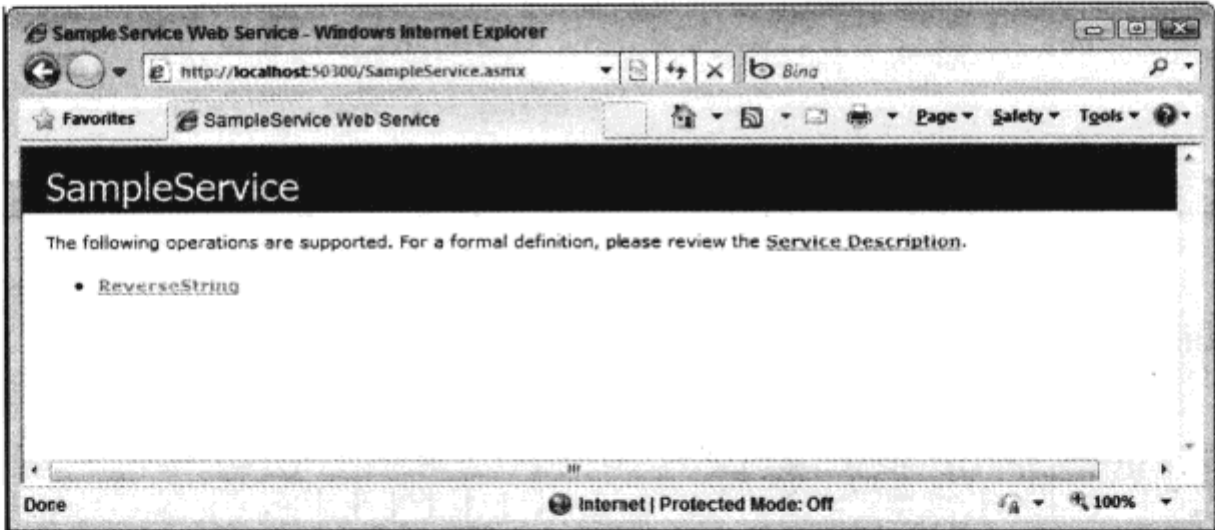 SampleService Web Service - Windows Internet Explorer
http://localhost:50300/SampleService.asmx
Bing
Favorites
SampleService Web Service
Page
Safety
Tools
SampleService
The following operations are supported. For a formal definition, please review the Service Description.
• ReverseString
Done
Internet | Protected Mode: Off
100%